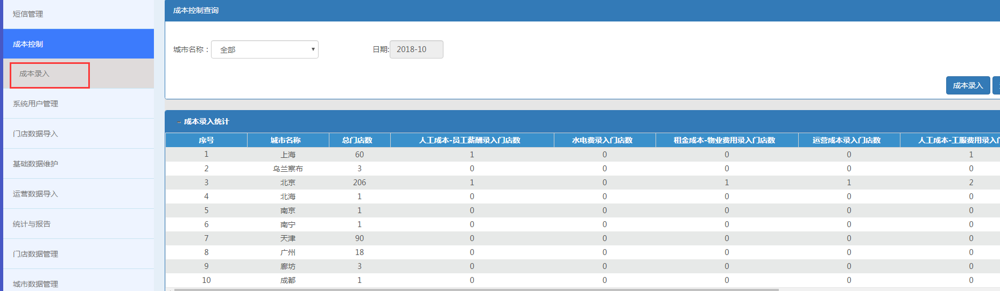 短信管理
成本控制
成本录入
系统用户管理
门店数据导入
基础数据维护
运营数据导入
统计与报告
门店数据管理
城市数据管理
成本控制查询
城市名称： 全部 日期: 2018-10
成本录入
成本录入统计
序号 城市名称 总门店数 人工成本-员工薪酬录入门店数 水电费录入门店数 租金成本-物业费用录入门店数 运营成本录入门店数 人工成本-工服费用录入门
1 上海 60 1 0 0 0 1
2 乌兰察布 3 0 0 0 0 0
3 北京 206 1 0 1 1 2
4 北海 1 0 0 0 0 0
5 南京 1 0 0 0 0 0
6 南宁 1 0 0 0 0 0
7 天津 90 0 0 0 0 0
8 广州 18 0 0 0 0 0
9 廊坊 3 0 0 0 0 0
10 成都 1 0 0 0 0 0